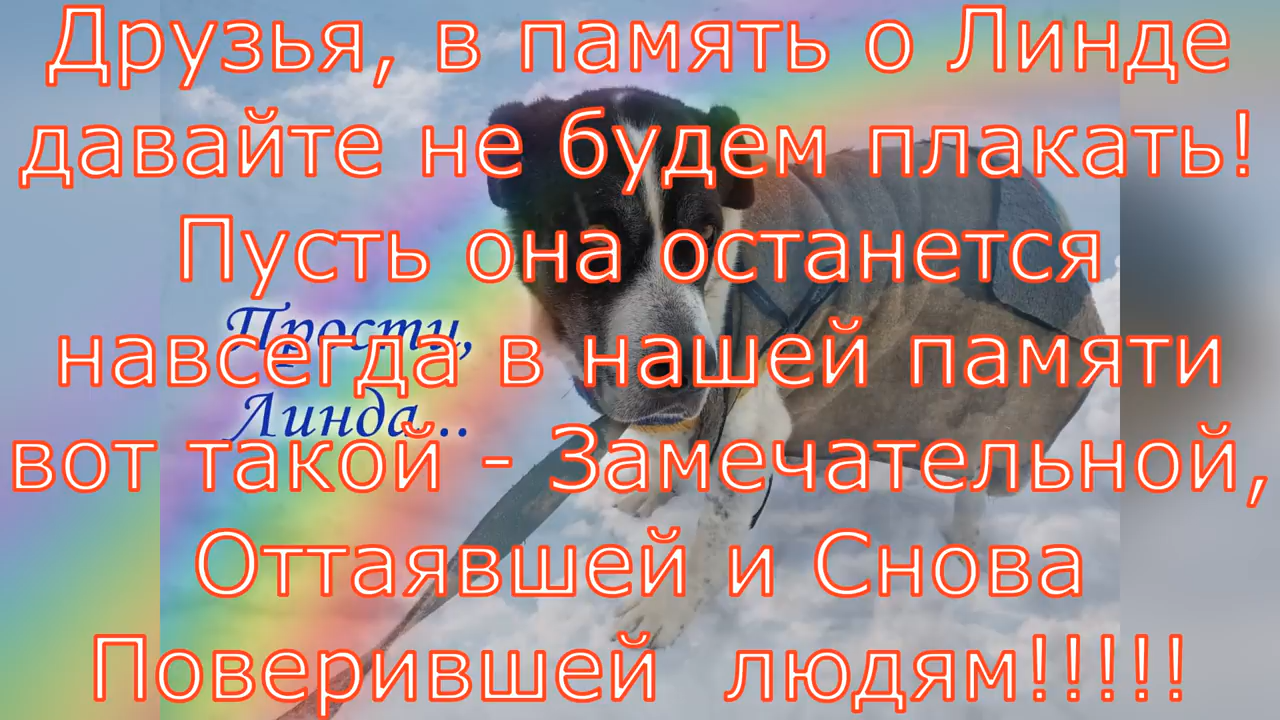 Друзья, в память о Линде
давайте не будем плакать!
Пусть она останется
навсегда в нашей памяти
вот такой - Замечательной,
Оттаявшей и Снова
Поверившей  людям!!!!!
Прости,
Линда...